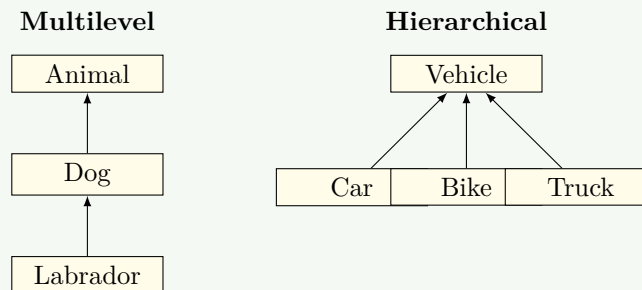 Multilevel
Animal
Dog
Labrador
Hierarchical
Vehicle
Car Bike Truck